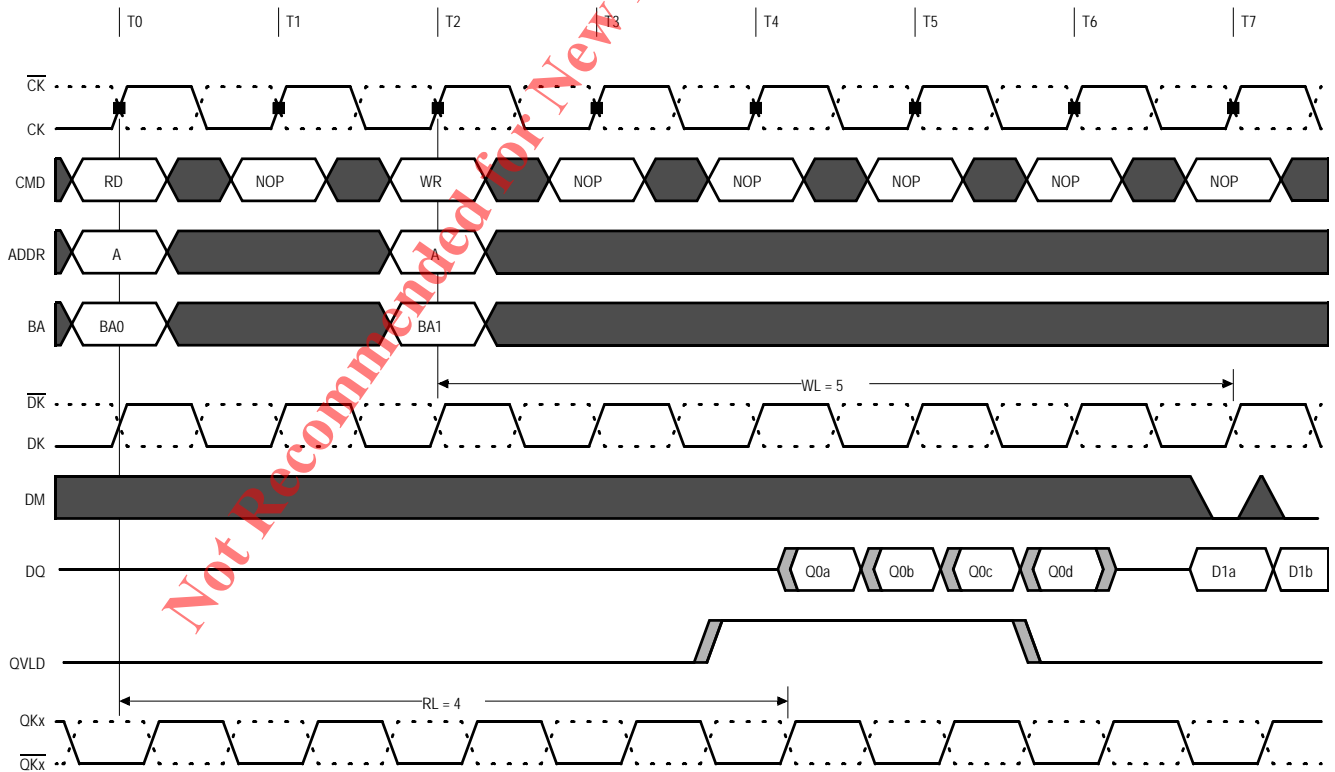 T0 T1 T2 T3 T4 T5 T6 T7
CK
CK
CMD RD NOP WR NOP NOP NOP NOP NOP
ADDR A A
BA BA0 BA1
WL = 5
DK
DK
DM
DQ Q0a Q0b Q0c Q0d D1a D1b
QVLD
RL = 4
QKx
QKx
Not Recommended for New